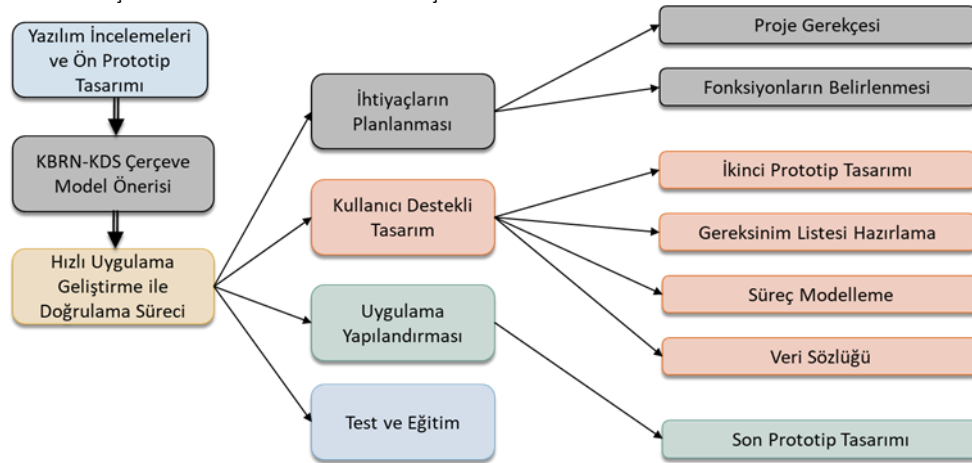 Yazılım İncelemeleri
ve Ön Prototip
Tasarımı
KBRN-KDS Çerçeve
Model Önerisi
Hızlı Uygulama
Geliştirme ile
Doğrulama Süreci
İhtiyaçların
Planlanması
Kullanıcı Destekli
Tasarım
Uygulama
Yapılandırması
Test ve Eğitim
Proje Gerekçesi
Fonksiyonların Belirlenmesi
İkinci Prototip Tasarımı
Gereksinim Listesi Hazırlama
Süreç Modelleme
Veri Sözlüğü
Son Prototip Tasarımı